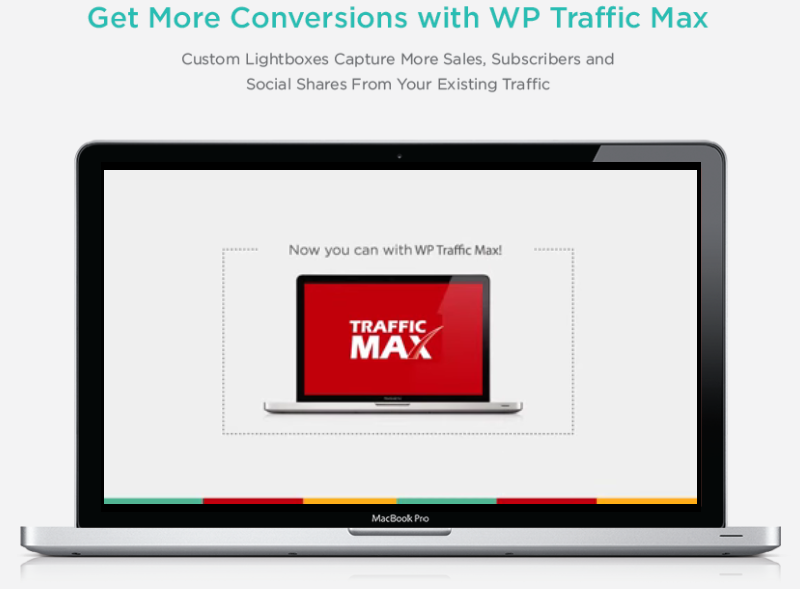 Get More Conversions with WP Traffic Max
Custom Lightboxes Capture More Sales, Subscribers and
Social Shares From Your Existing Traffic
Now you can with WP Traffic Max!
TRAFFIC
MAX
MacBook Pro